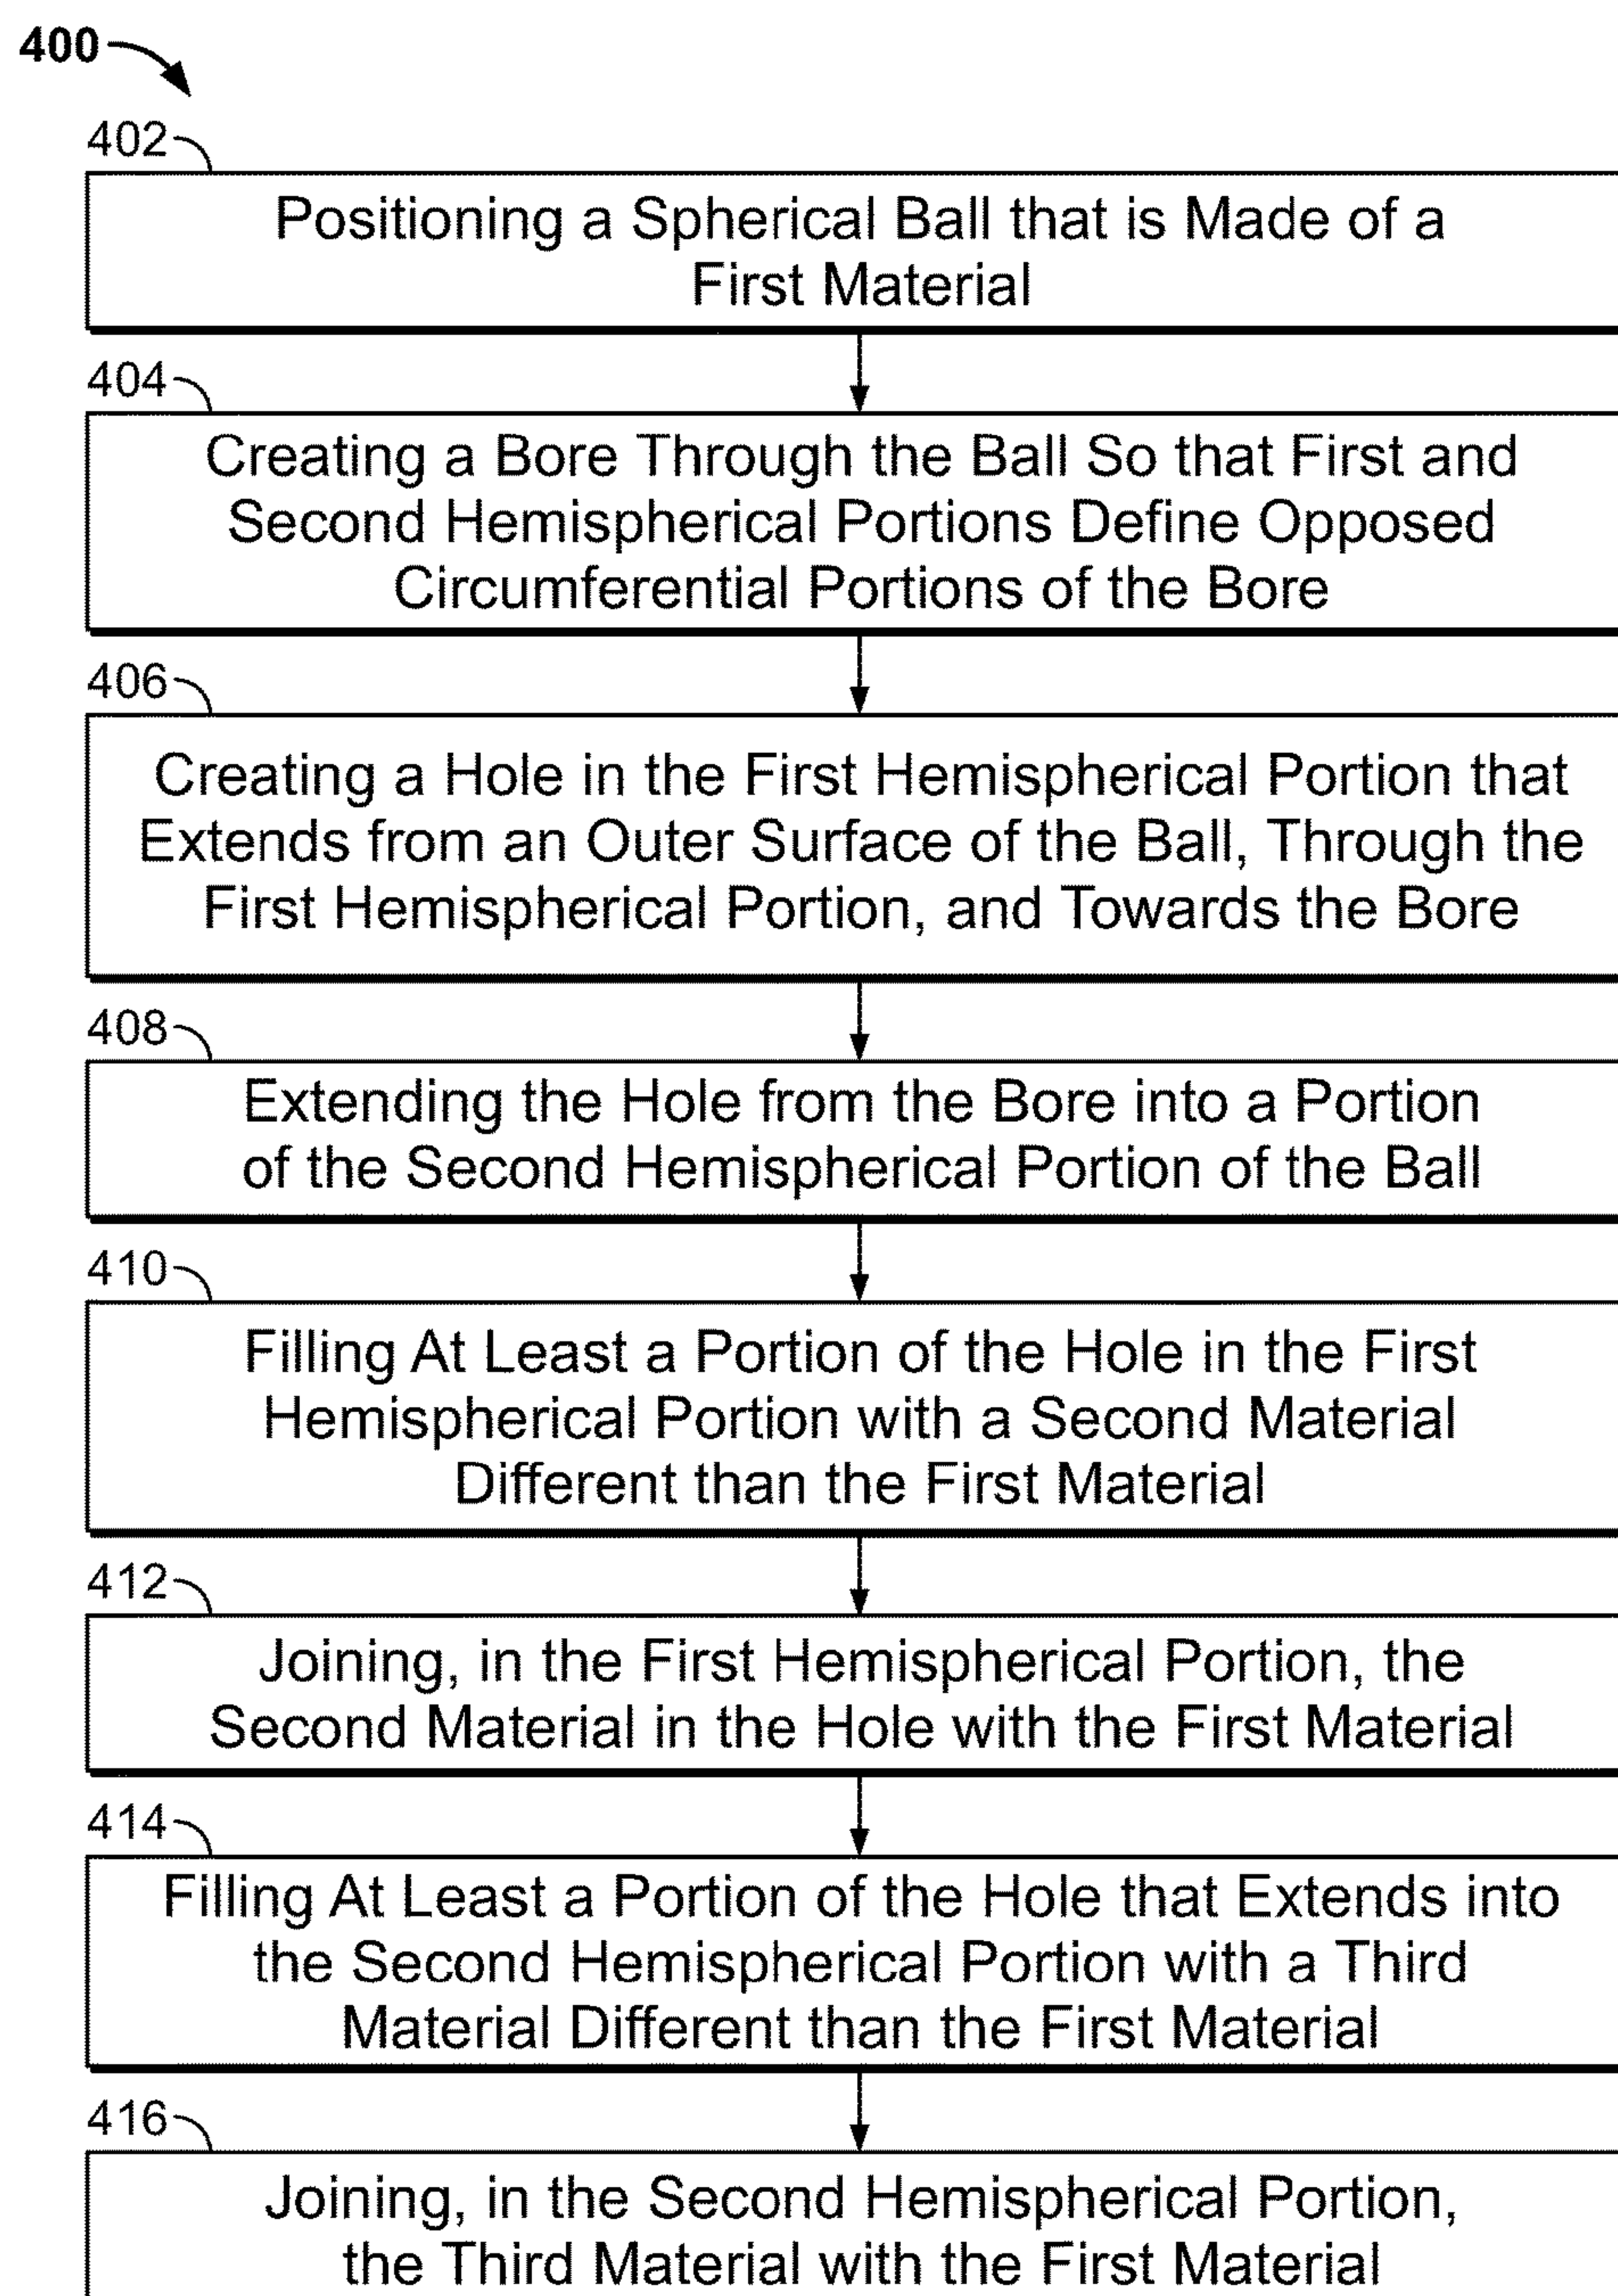 400
402
Positioning a Spherical Ball that is Made of a
First Material
404
Creating a Bore Through the Ball So that First and
Second Hemispherical Portions Define Opposed
Circumferential Portions of the Bore
406
Creating a Hole in the First Hemispherical Portion that
Extends from an Outer Surface of the Ball, Through the
First Hemispherical Portion, and Towards the Bore
408
Extending the Hole from the Bore into a Portion
of the Second Hemispherical Portion of the Ball
410
Filling At Least a Portion of the Hole in the First
Hemispherical Portion with a Second Material
Different than the First Material
412
Joining, in the First Hemispherical Portion, the
Second Material in the Hole with the First Material
414
Filling At Least a Portion of the Hole that Extends into
the Second Hemispherical Portion with a Third
Material Different than the First Material
416
Joining, in the Second Hemispherical Portion,
the Third Material with the First Material